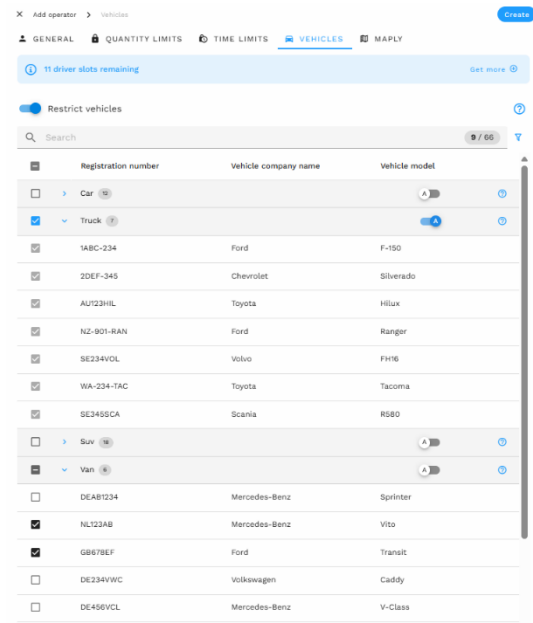 Add operator > Vehicles Create
GENERAL QUANTITY LIMITS TIME LIMITS VEHICLES MAPLY
11 driver slots remaining Get more
Restrict vehicles
Search 9 / 66
Registration number Vehicle company name Vehicle model
Car 12 A
Truck 7 A
1ABC-234 Ford F-150
2DEF-345 Chevrolet Silverado
AU123HIL Toyota Hilux
NZ-901-RAN Ford Ranger
SE234VOL Volvo FH16
WA-234-TAC Toyota Tacoma
SE345SCA Scania R580
Suv 18 A
Van 6 A
DEAB1234 Mercedes-Benz Sprinter
NL123AB Mercedes-Benz Vito
GB678EF Ford Transit
DE234VWC Volkswagen Caddy
DE456VCL Mercedes-Benz V-Class